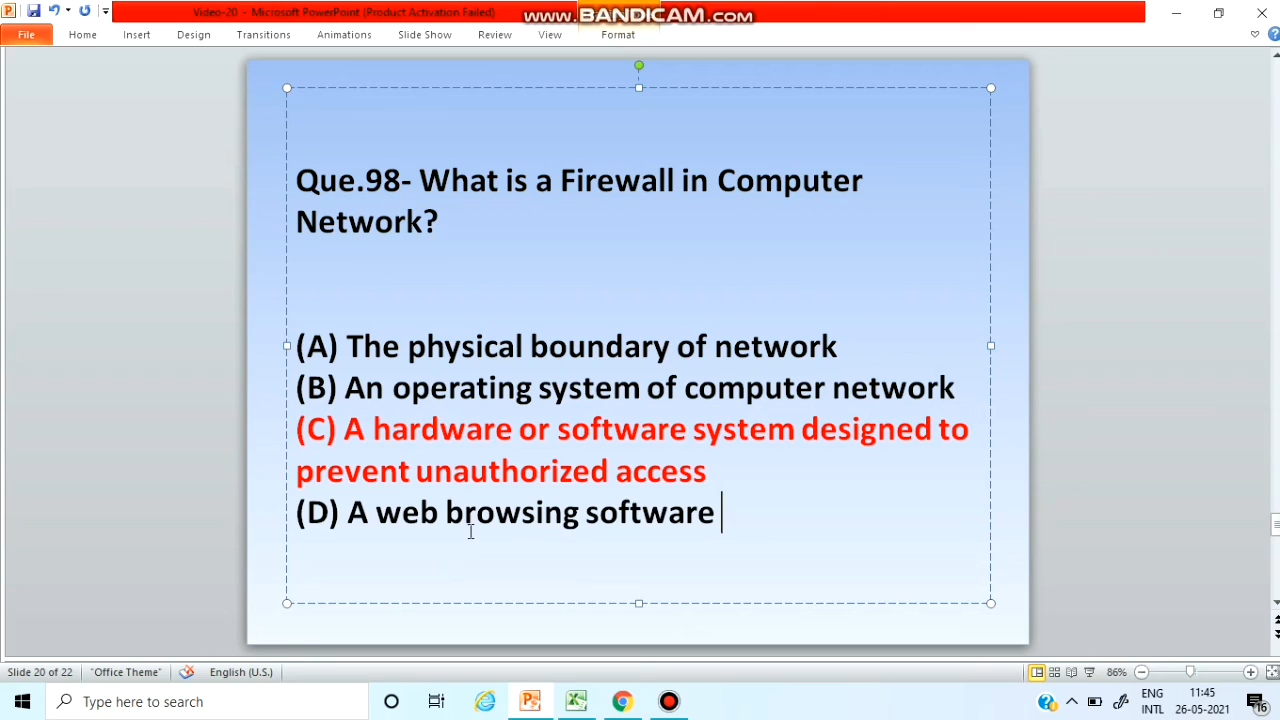 Video-20 - Microsoft PowerPoint (Product Activation Failed)
www.BANDICAM.com
File Home Insert Design Transitions Animations Slide Show Review View Format
Que.98- What is a Firewall in Computer
Network?
(A) The physical boundary of network
(B) An operating system of computer network
(C) A hardware or software system designed to
prevent unauthorized access
(D) A web browsing software
Slide 20 of 22 "Office Theme" English (U.S.) 86%
Type here to search
ENG 11:45
INTL 26-05-2021 16